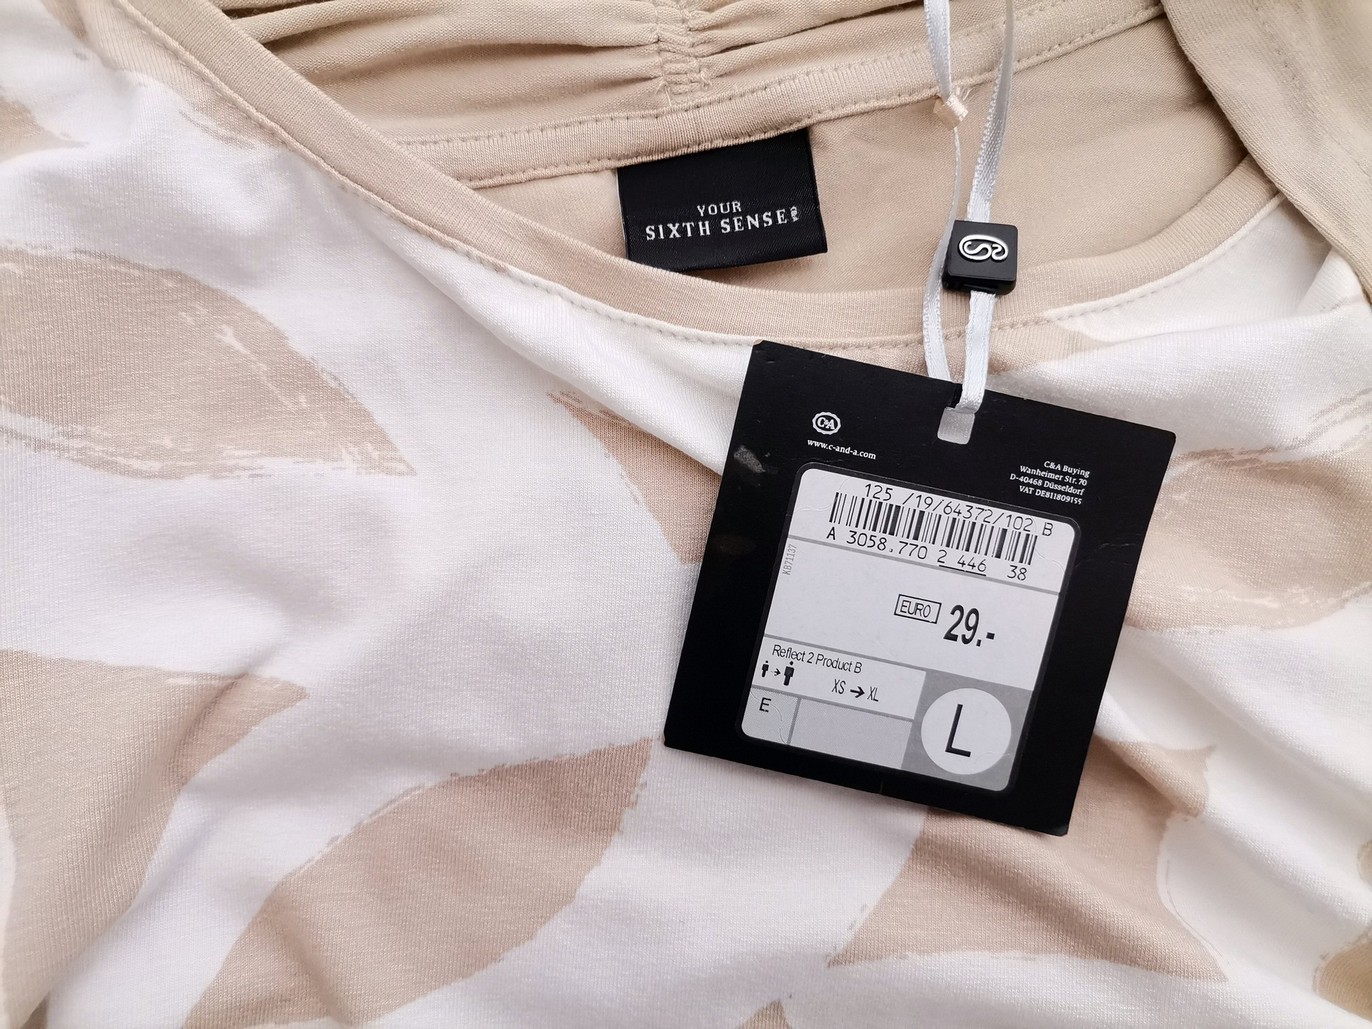 YOUR
SIXTH SENSE
C&A
www.c-and-a.com
C&A Buying
Wanheimer Str. 70
D-40468 Düsseldorf
VAT DE811809155
125 /19/64372/102 B
A 3058.770 2 446 38
K871137
EURO 29.-
Reflect 2 Product B
XS → XL
E
L